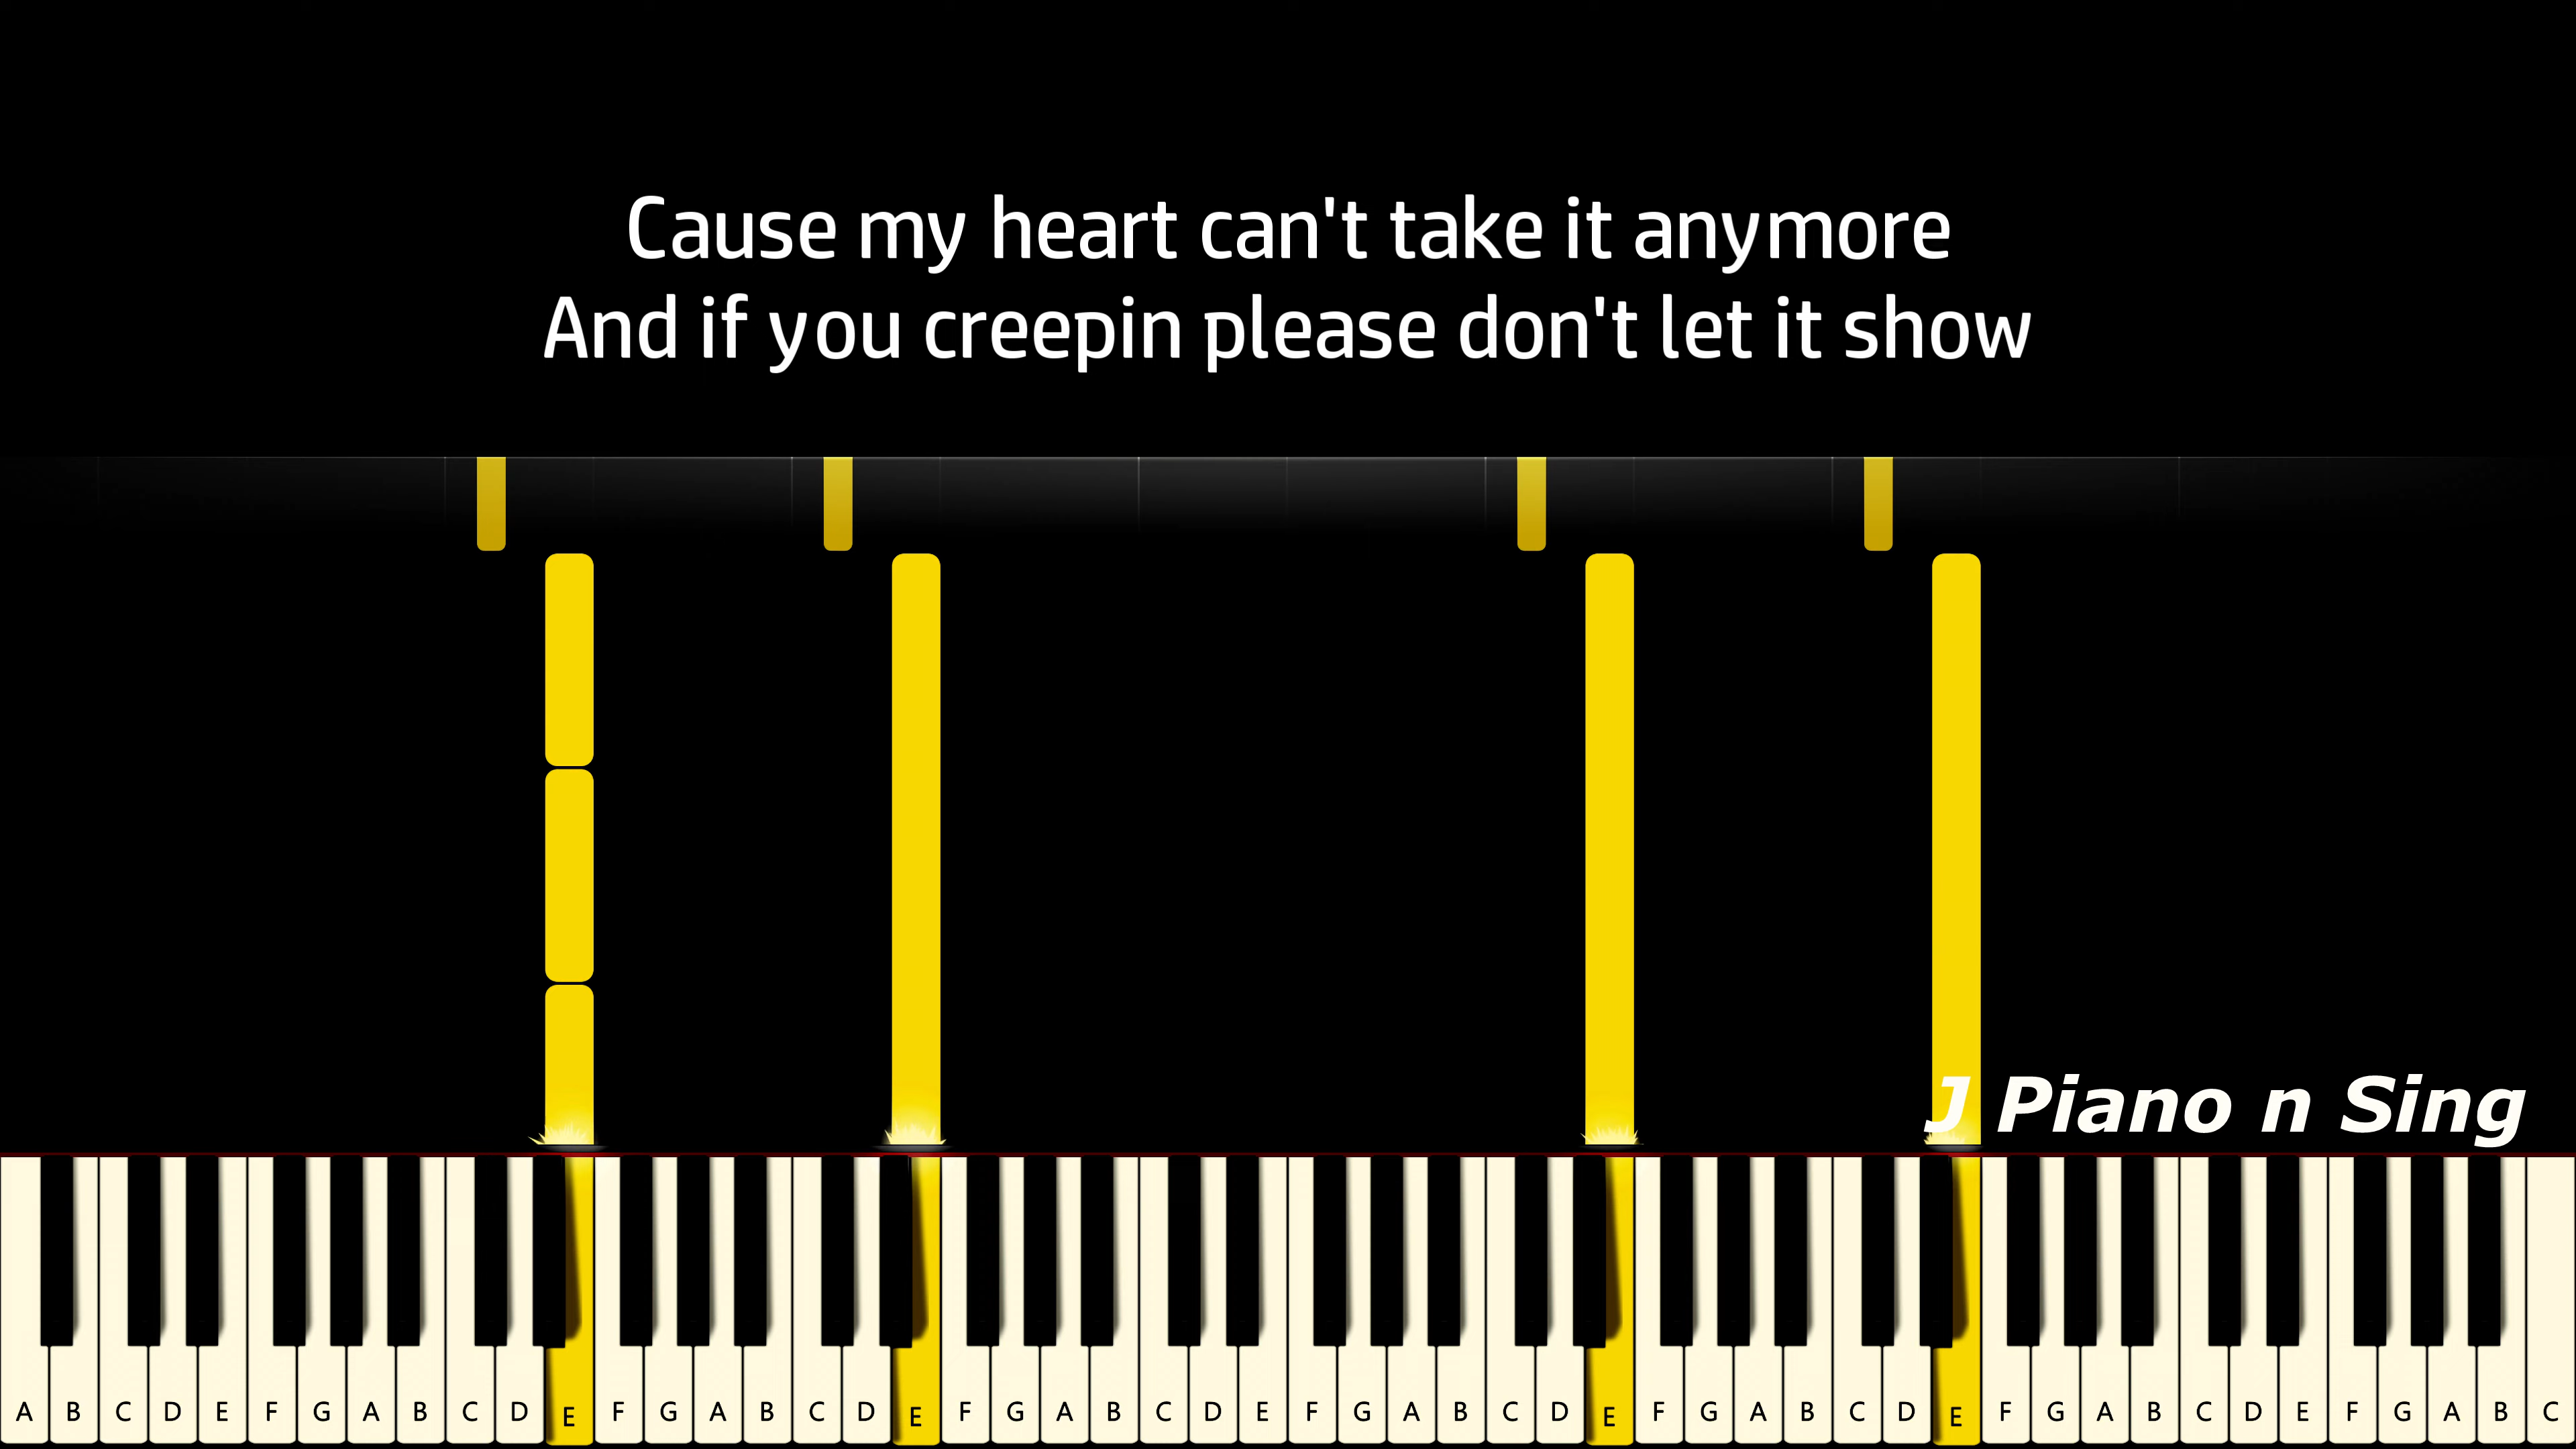 Cause my heart can't take it anymore
And if you creepin please don't let it show
J Piano n Sing
A B C D E F G A B C D E F G A B C D E F G A B C D E F G A B C D E F G A B C D E F G A B C D E F G A B C